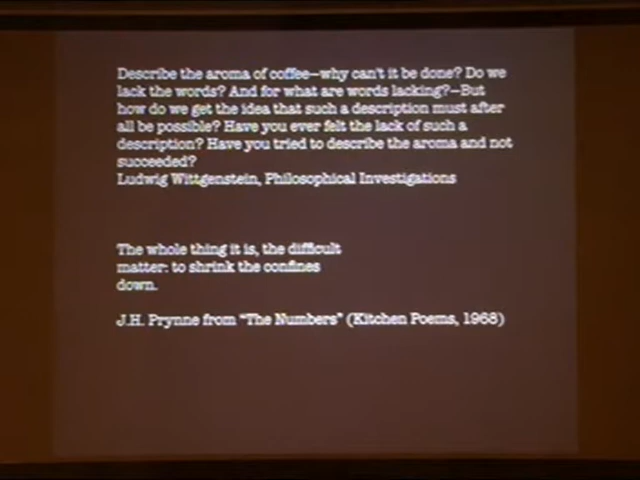 Describe the aroma of coffee—why can't it be done? Do we
lack the words? And for what are words lacking?—But
how do we get the idea that such a description must after
all be possible? Have you ever felt the lack of such a
description? Have you tried to describe the aroma and not
succeeded?
Ludwig Wittgenstein, Philosophical Investigations
The whole thing it is, the difficult
matter: to shrink the confines
down.
J.H. Prynne from "The Numbers" (Kitchen Poems, 1968)